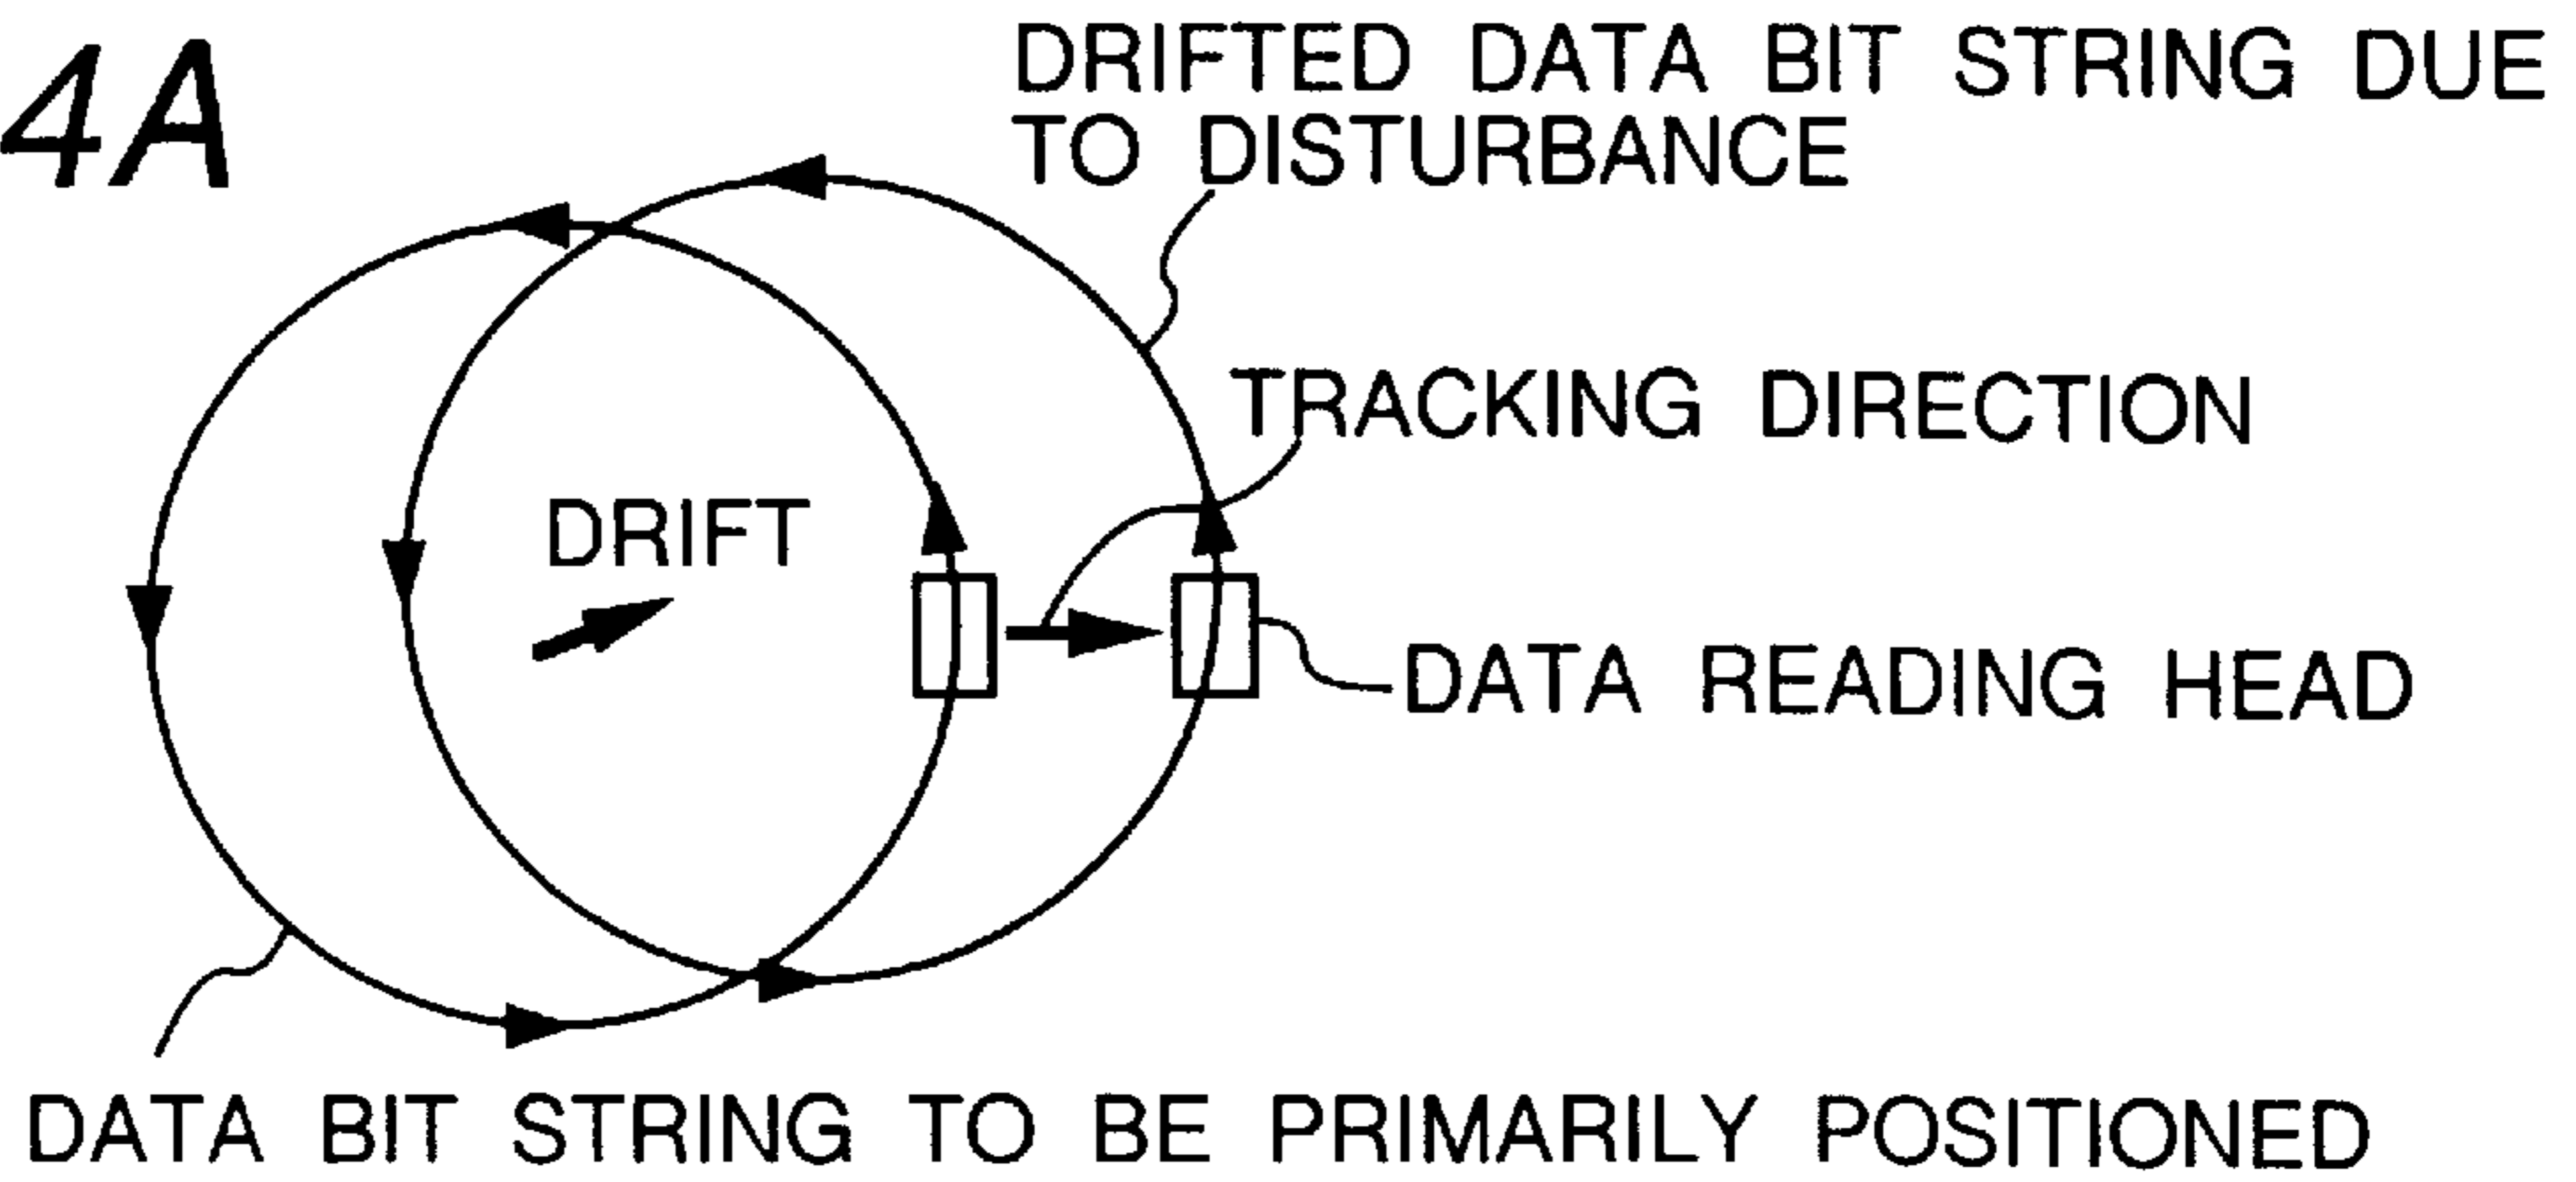 4A
DRIFTED DATA BIT STRING DUE
TO DISTURBANCE
TRACKING DIRECTION
DRIFT
DATA READING HEAD
DATA BIT STRING TO BE PRIMARILY POSITIONED